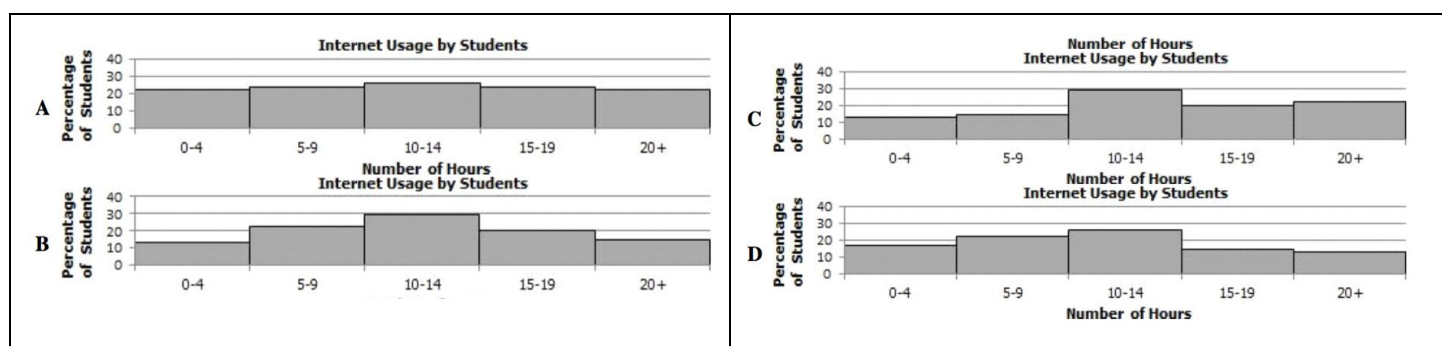 A
Internet Usage by Students
Percentage of Students
40
30
20
10
0
0-4 5-9 10-14 15-19 20+
Number of Hours
B
Internet Usage by Students
Percentage of Students
40
30
20
10
0
0-4 5-9 10-14 15-19 20+
C
Number of Hours
Internet Usage by Students
Percentage of Students
40
30
20
10
0
0-4 5-9 10-14 15-19 20+
Number of Hours
D
Internet Usage by Students
Percentage of Students
40
30
20
10
0
0-4 5-9 10-14 15-19 20+
Number of Hours